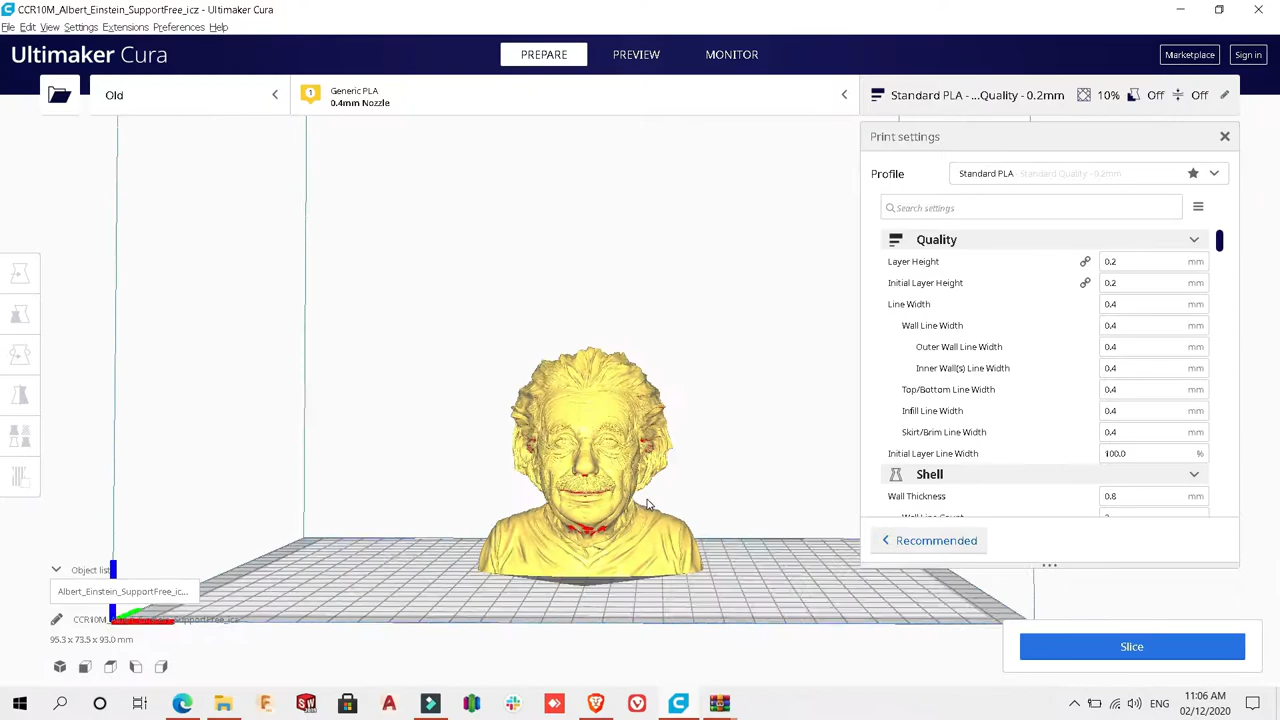 CCR10M_Albert_Einstein_SupportFree_icz - Ultimaker Cura
File Edit View Settings Extensions Preferences Help
Ultimaker Cura
PREPARE
PREVIEW
MONITOR
Marketplace
Sign in
Old
1
Generic PLA
0.4mm Nozzle
Standard PLA - ...Quality - 0.2mm
10%
Off
Off
Print settings
Profile
Standard PLA - Standard Quality - 0.2mm
Search settings
Quality
Layer Height 0.2 mm
Initial Layer Height 0.2 mm
Line Width 0.4 mm
Wall Line Width 0.4 mm
Outer Wall Line Width 0.4 mm
Inner Wall(s) Line Width 0.4 mm
Top/Bottom Line Width 0.4 mm
Infill Line Width 0.4 mm
Skirt/Brim Line Width 0.4 mm
Initial Layer Line Width 100.0 %
Shell
Wall Thickness 0.8 mm
Recommended
Object list
Albert_Einstein_SupportFree_ic...
95.3 x 73.5 x 93.0 mm
Slice
ENG
11:06 AM
02/12/2020